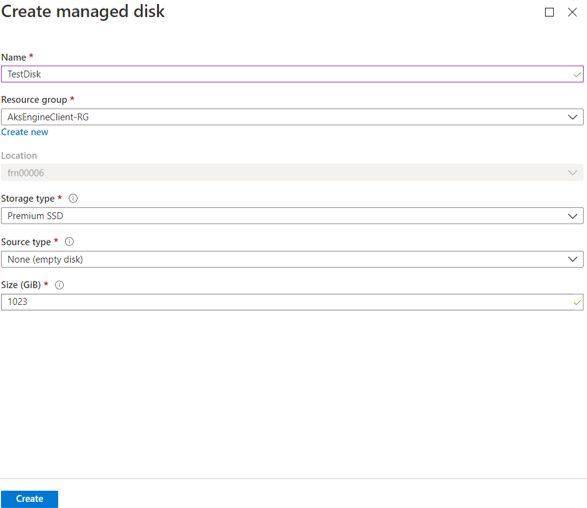 Create managed disk
Name *
TestDisk
Resource group *
AksEngineClient-RG
Create new
Location
frn00006
Storage type *
Premium SSD
Source type *
None (empty disk)
Size (GiB) *
1023
Create